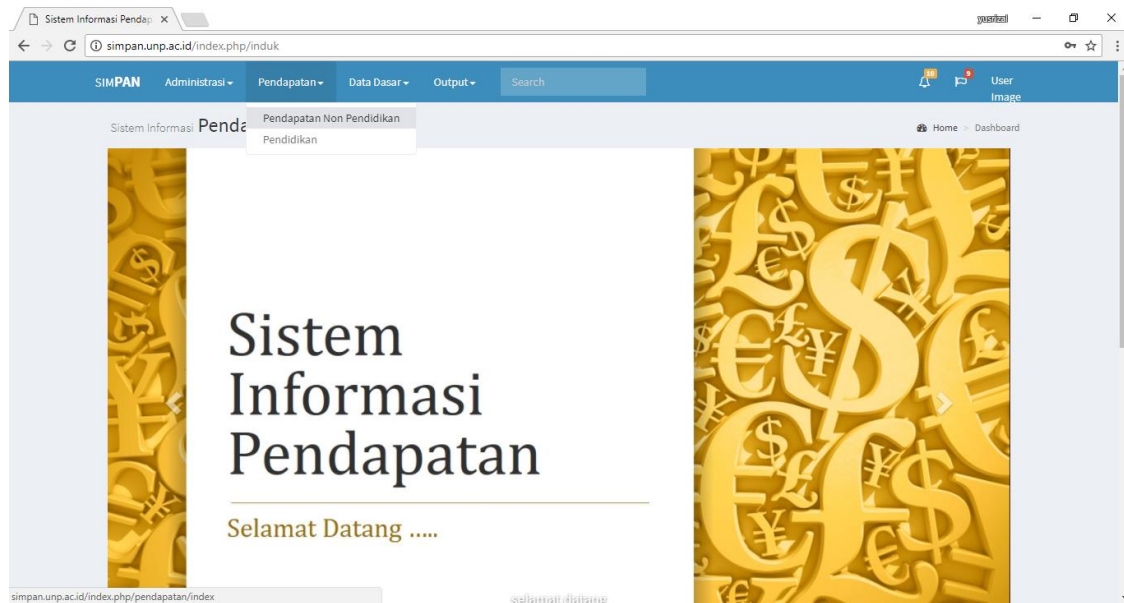 Sistem Informasi Pendap
yusrizal
simpan.unp.ac.id/index.php/induk
SIMPAN Administrasi Pendapatan Data Dasar Output Search 10 9 User
Image
Sistem Informasi Penda
Home > Dashboard
Pendapatan Non Pendidikan
Pendidikan
Sistem
Informasi
Pendapatan
Selamat Datang .....
selamat datang
simpan.unp.ac.id/index.php/pendapatan/index